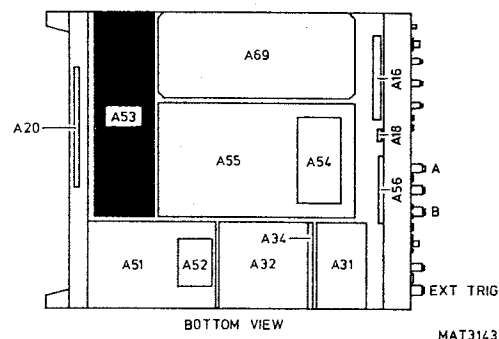 A69
A16
A20
A53
A18
A55
A54
A
A56
B
A34
A51
A52
A32
A31
EXT TRIG
BOTTOM VIEW
MAT3143